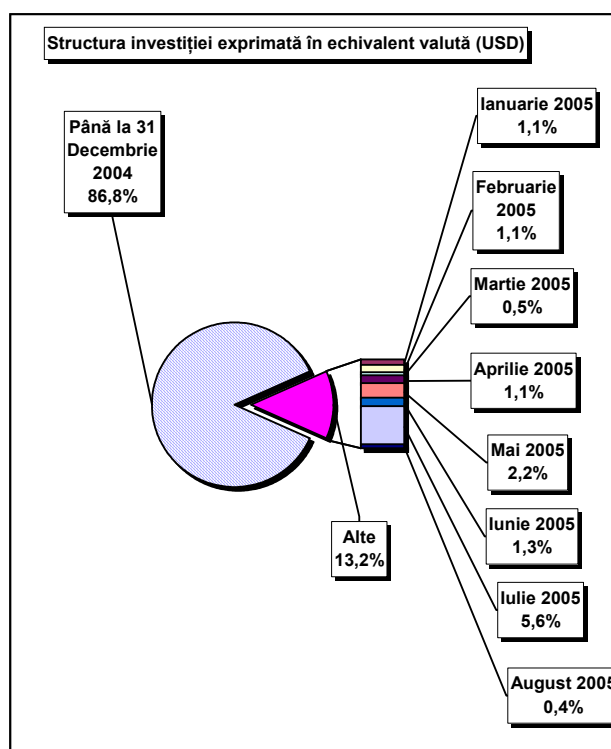 Structura investiției exprimată în echivalent valută (USD)
Până la 31
Decembrie
2004
86,8%
Ianuarie 2005
1,1%
Februarie
2005
1,1%
Martie 2005
0,5%
Aprilie 2005
1,1%
Mai 2005
2,2%
Iunie 2005
1,3%
Iulie 2005
5,6%
August 2005
0,4%
Alte
13,2%